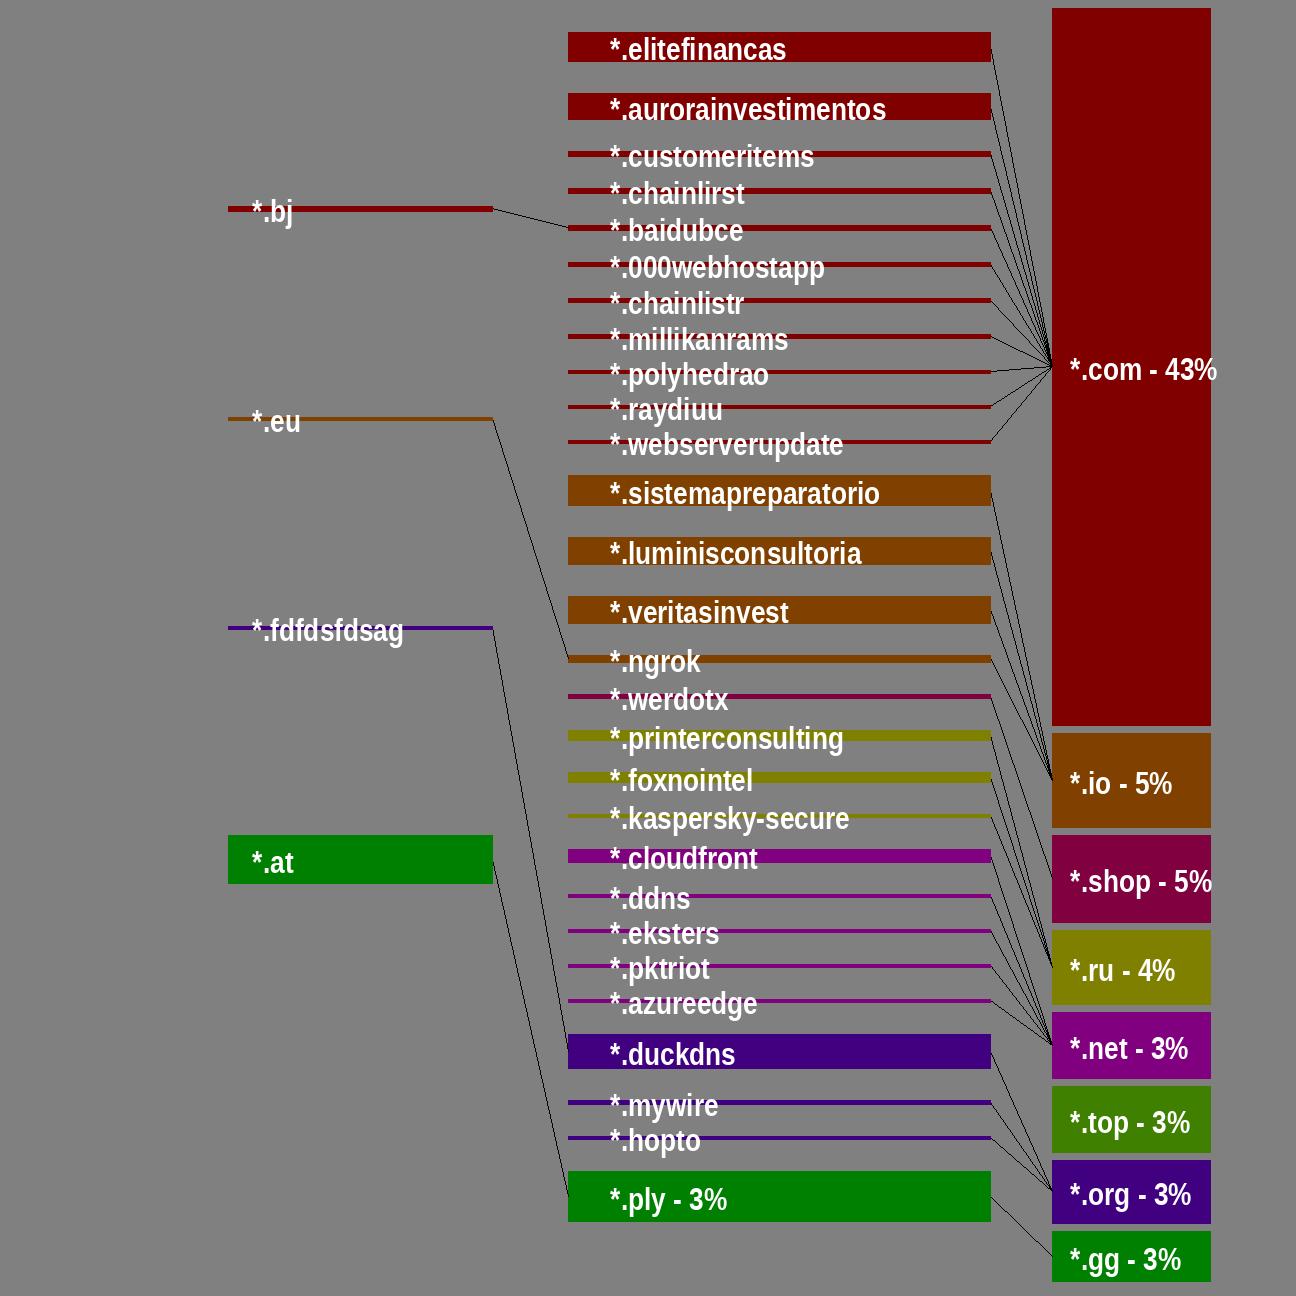 *.bj
*.eu
*.fdfdsfdsag
*.at
*.elitefinancas
*.aurorainvestimentos
*.customeritems
*.chainlirst
*.baidubce
*.000webhostapp
*.chainlistr
*.millikanrams
*.polyhedrao
*.raydiuu
*.webserverupdate
*.sistemapreparatorio
*.luminisconsultoria
*.veritasinvest
*.ngrok
*.werdotx
*.printerconsulting
*.foxnointel
*.kaspersky-secure
*.cloudfront
*.ddns
*.eksters
*.pktriot
*.azureedge
*.duckdns
*.mywire
*.hopto
*.ply - 3%
*.com - 43%
*.io - 5%
*.shop - 5%
*.ru - 4%
*.net - 3%
*.top - 3%
*.org - 3%
*.gg - 3%